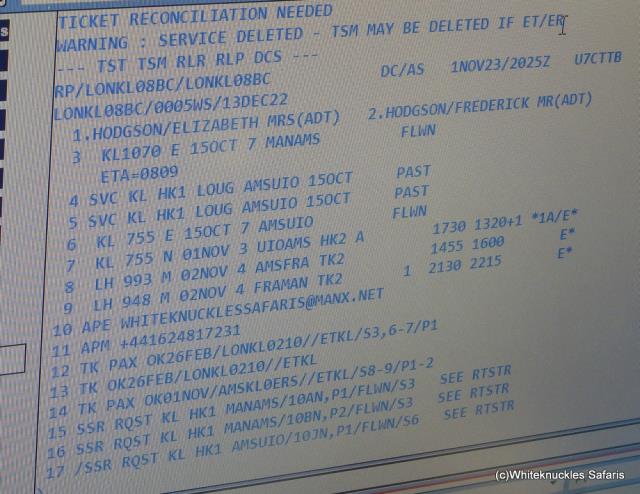 TICKET RECONCILIATION NEEDED
WARNING : SERVICE DELETED - TSM MAY BE DELETED IF ET/ER
--- TST TSM RLR RLP DCS ---
RP/LONKL08BC/LONKL08BC DC/AS 1NOV23/2025Z U7CTTB
LONKL08BC/0005WS/13DEC22
1.HODGSON/ELIZABETH MRS(ADT) 2.HODGSON/FREDERICK MR(ADT)
3 KL1070 E 15OCT 7 MANAMS FLWN
ETA=0809
4 SVC KL HK1 LOUG AMSUIO 15OCT PAST
5 SVC KL HK1 LOUG AMSUIO 15OCT PAST
6 KL 755 E 15OCT 7 AMSUIO FLWN
7 KL 755 N 01NOV 3 UIOAMS HK2 A 1730 1320+1 *1A/E*
8 LH 993 M 02NOV 4 AMSFRA TK2 1455 1600 E*
9 LH 948 M 02NOV 4 FRAMAN TK2 1 2130 2215 E*
10 APE WHITEKNUCKLESSAFARIS@MANX.NET
11 APM +441624817231
12 TK PAX OK26FEB/LONKL0210//ETKL/S3,6-7/P1
13 TK OK26FEB/LONKL0210//ETKL
14 TK PAX OK01NOV/AMSKL0ERS//ETKL/S8-9/P1-2
15 SSR RQST KL HK1 MANAMS/10AN,P1/FLWN/S3 SEE RTSTR
16 SSR RQST KL HK1 MANAMS/10BN,P2/FLWN/S3 SEE RTSTR
17 /SSR RQST KL HK1 AMSUIO/10JN,P1/FLWN/S6 SEE RTSTR
(c)Whiteknuckles Safaris